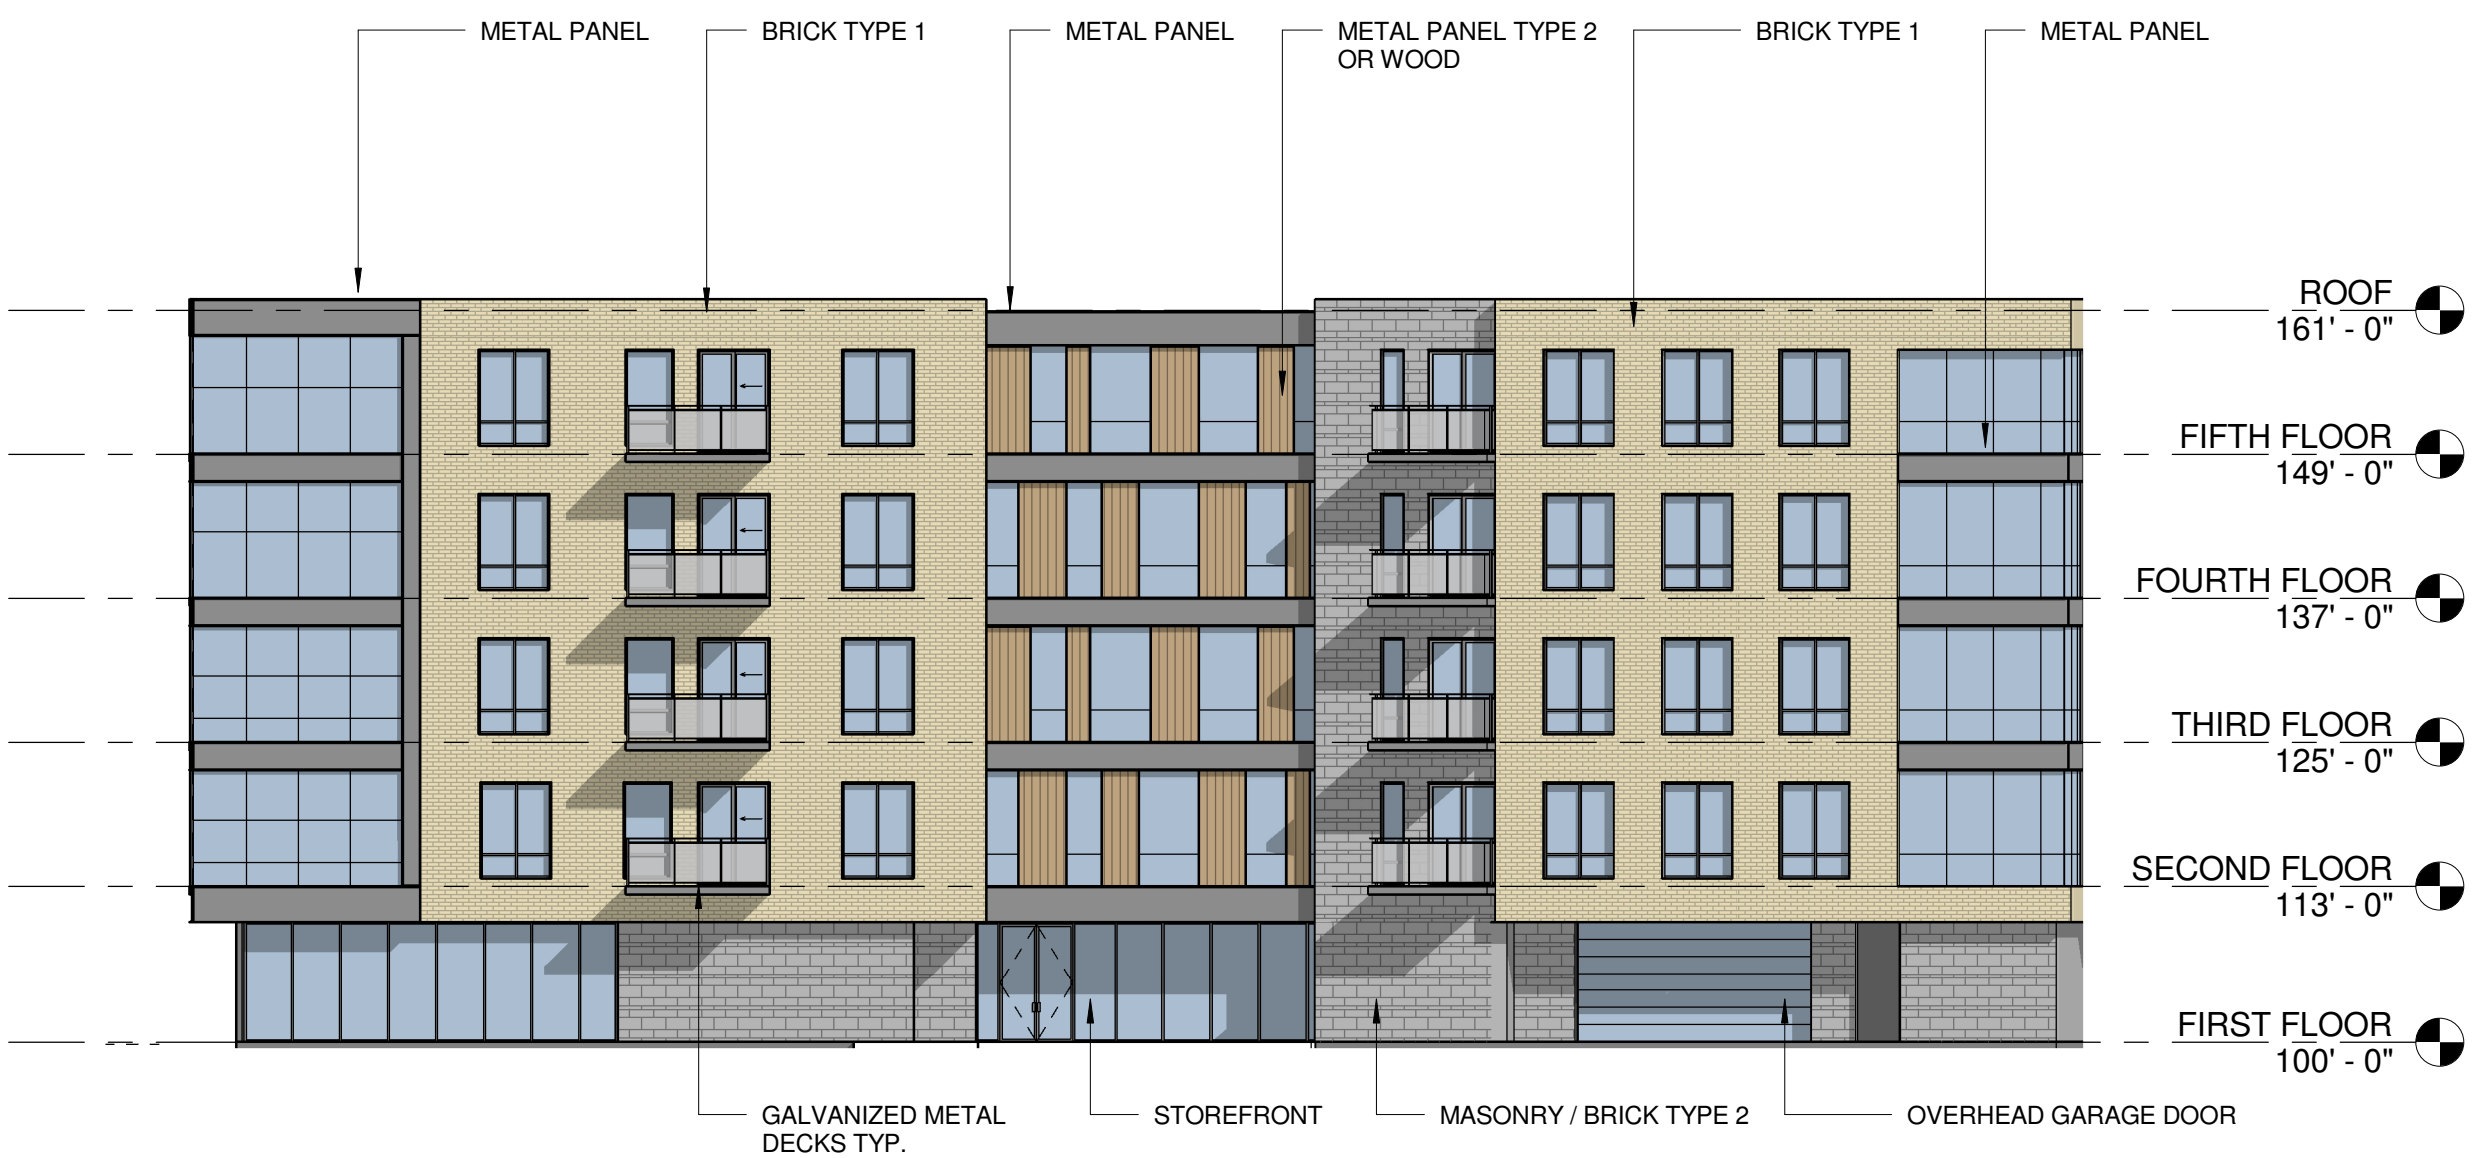 METAL PANEL
BRICK TYPE 1
METAL PANEL
METAL PANEL TYPE 2
OR WOOD
BRICK TYPE 1
METAL PANEL
ROOF
161' - 0"
FIFTH FLOOR
149' - 0"
FOURTH FLOOR
137' - 0"
THIRD FLOOR
125' - 0"
SECOND FLOOR
113' - 0"
FIRST FLOOR
100' - 0"
GALVANIZED METAL
DECKS TYP.
STOREFRONT
MASONRY / BRICK TYPE 2
OVERHEAD GARAGE DOOR